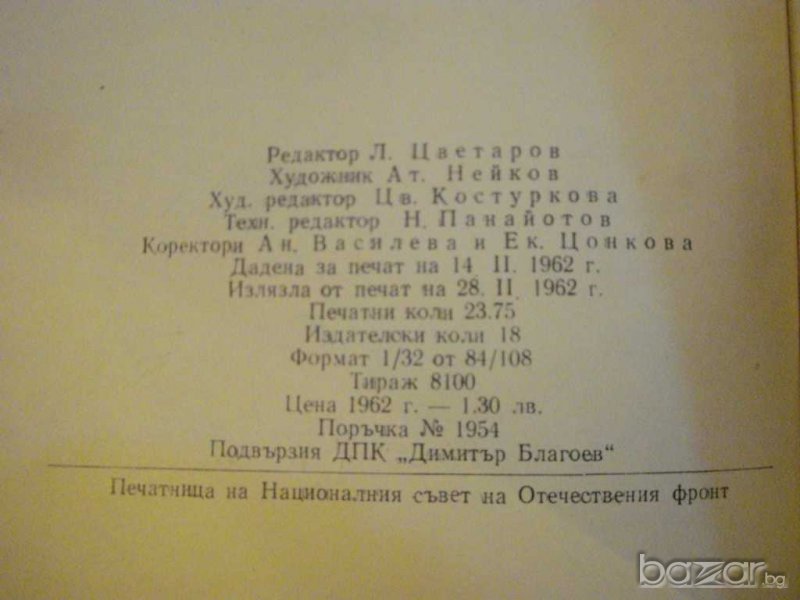 Редактор Л. Цветаров
Художник Ат. Нейков
Худ. редактор Цв. Костуркова
Техн. редактор Н. Панайотов
Коректори Ан. Василева и Ек. Цонкова
Дадена за печат на 14. II. 1962 г.
Излязла от печат на 28. II. 1962 г.
Печатни коли 23.75
Издателски коли 18
Формат 1/32 от 84/108
Тираж 8100
Цена 1962 г. — 1.30 лв.
Поръчка № 1954
Подвързия ДПК „Димитър Благоев“
Печатница на Националния съвет на Отечествения фронт
bazar.bg